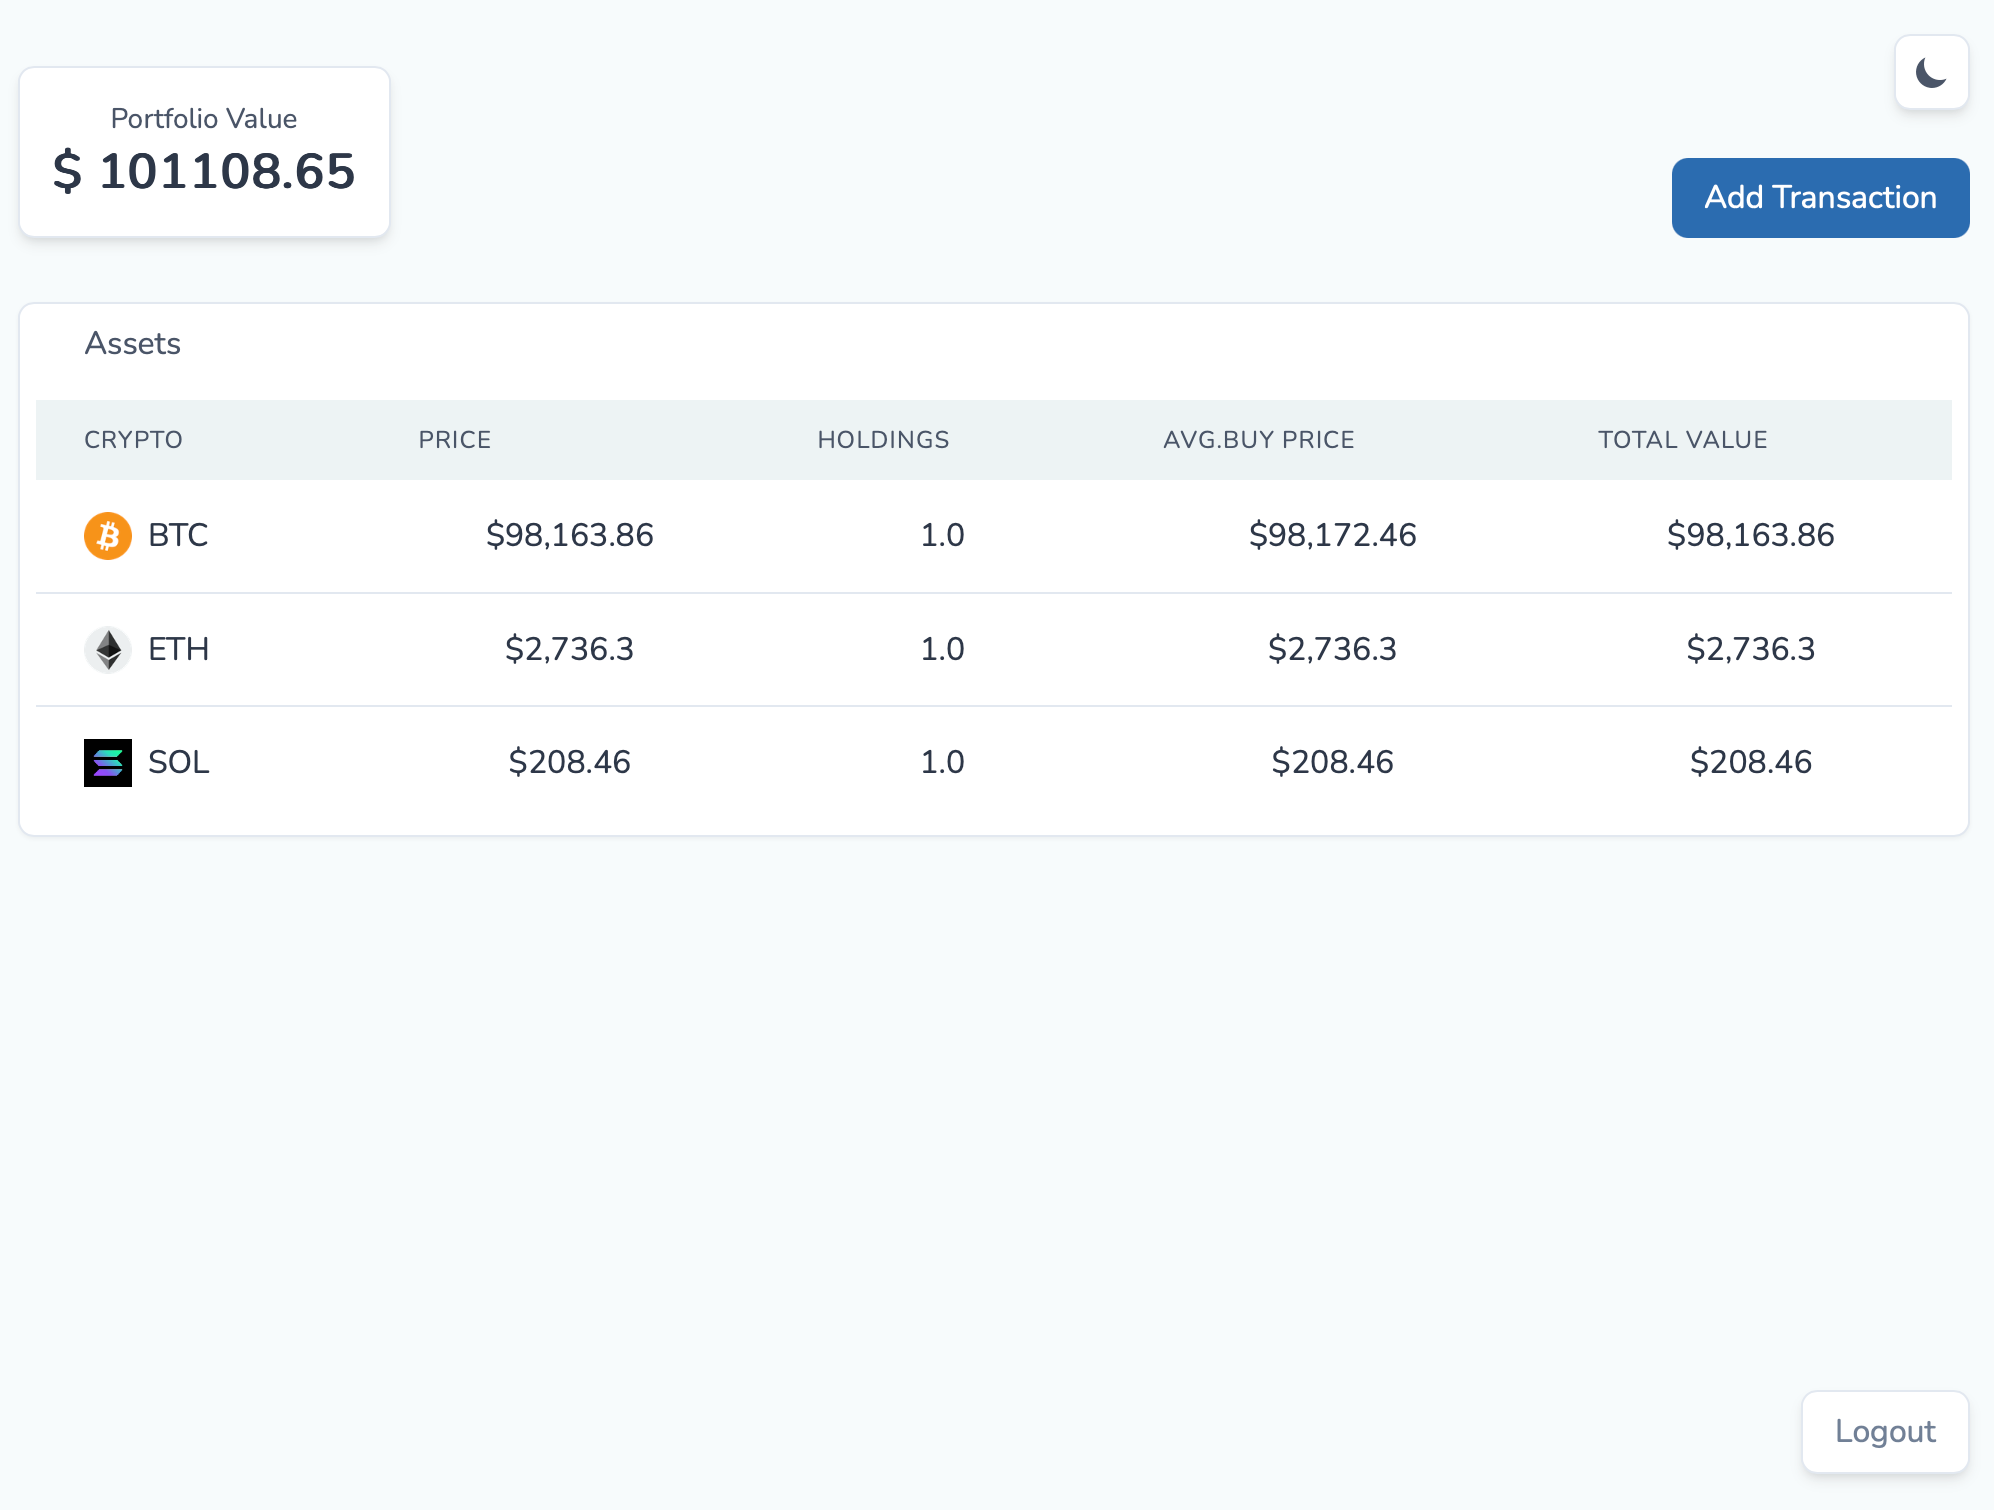 Portfolio Value
$ 101108.65
Add Transaction
Assets
CRYPTO PRICE HOLDINGS AVG.BUY PRICE TOTAL VALUE
BTC $98,163.86 1.0 $98,172.46 $98,163.86
ETH $2,736.3 1.0 $2,736.3 $2,736.3
SOL $208.46 1.0 $208.46 $208.46
Logout